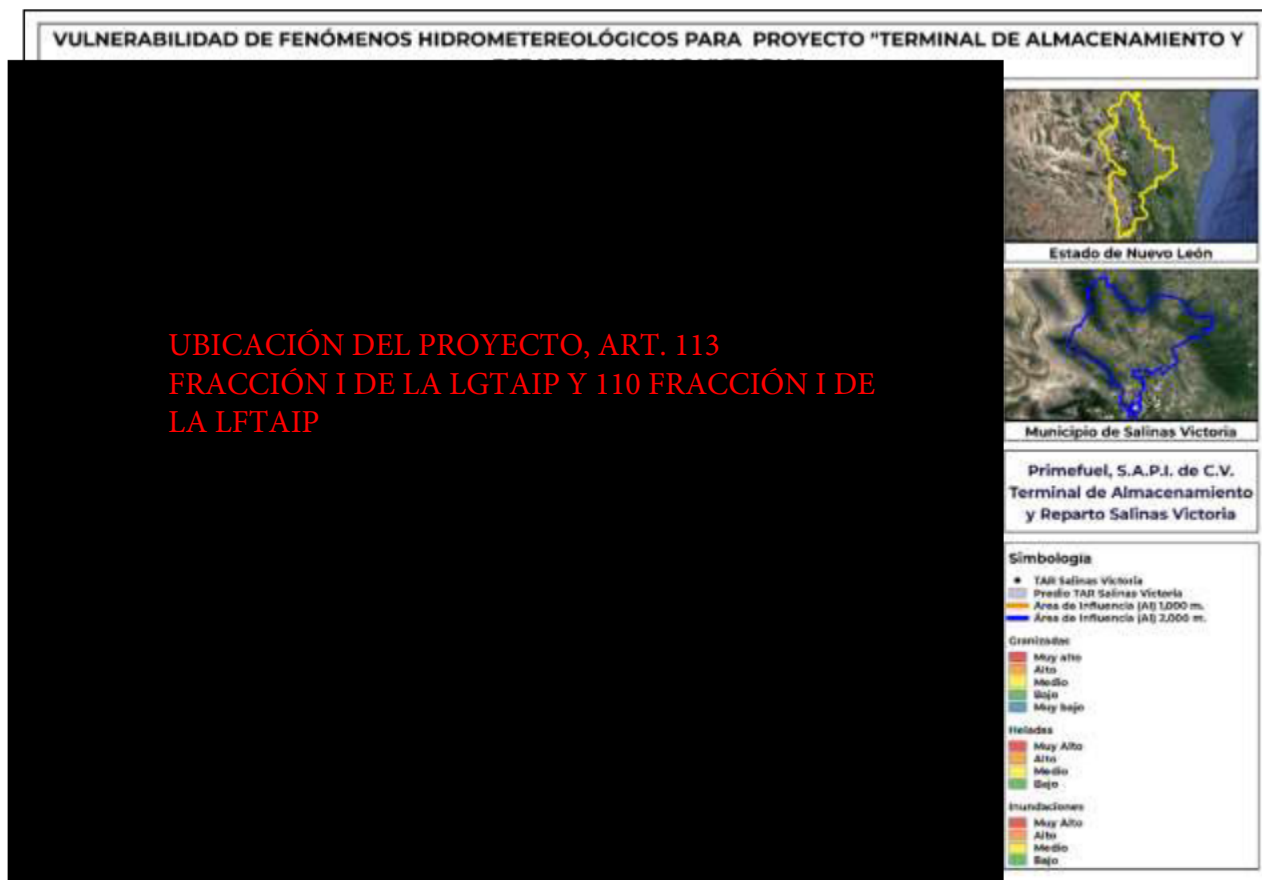 VULNERABILIDAD DE FENÓMENOS HIDROMETEREOLÓGICOS PARA PROYECTO "TERMINAL DE ALMACENAMIENTO Y
UBICACIÓN DEL PROYECTO, ART. 113
FRACCIÓN I DE LA LGTAIP Y 110 FRACCIÓN I DE
LA LFTAIP
Estado de Nuevo León
Municipio de Salinas Victoria
Primefuel, S.A.P.I. de C.V.
Terminal de Almacenamiento
y Reparto Salinas Victoria
Simbología
TAR Salinas Victoria
Predio TAR Salinas Victoria
Área de Influencia (AI) 1,000 m.
Área de Influencia (AI) 2,000 m.
Granizadas
Muy alto
Alto
Medio
Bajo
Muy bajo
Heladas
Muy Alto
Alto
Medio
Bajo
Inundaciones
Muy Alto
Alto
Medio
Bajo